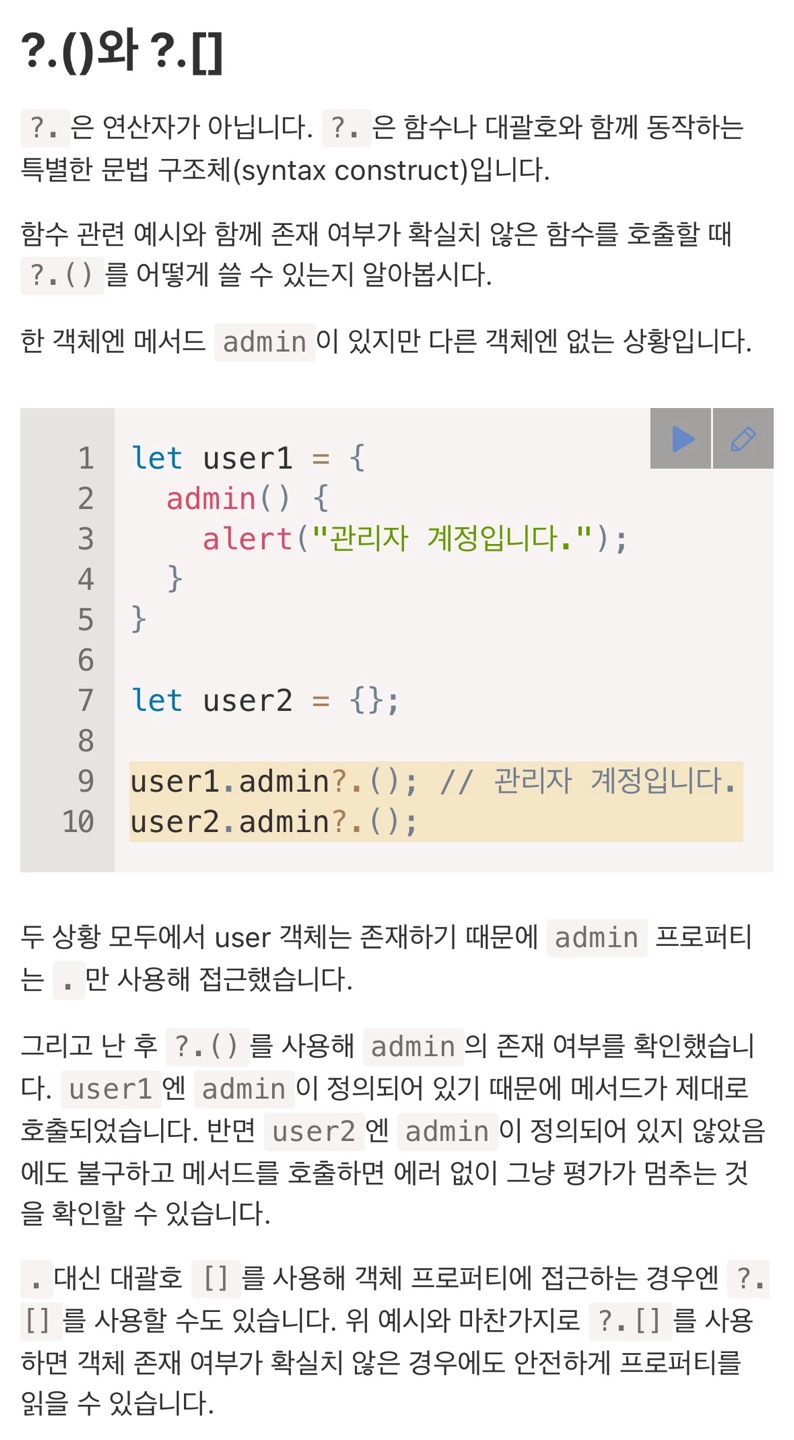 ?.()와 ?.[]
?.은 연산자가 아닙니다. ?.은 함수나 대괄호와 함께 동작하는
특별한 문법 구조체(syntax construct)입니다.
함수 관련 예시와 함께 존재 여부가 확실치 않은 함수를 호출할 때
?.()를 어떻게 쓸 수 있는지 알아봅시다.
한 객체엔 메서드 admin이 있지만 다른 객체엔 없는 상황입니다.
1 let user1 = {
2   admin() {
3     alert("관리자 계정입니다.");
4   }
5 }
6
7 let user2 = {};
8
9 user1.admin?.(); // 관리자 계정입니다.
10 user2.admin?.();
두 상황 모두에서 user 객체는 존재하기 때문에 admin 프로퍼티
는 .만 사용해 접근했습니다.
그리고 난 후 ?.()를 사용해 admin의 존재 여부를 확인했습니
다. user1엔 admin이 정의되어 있기 때문에 메서드가 제대로
호출되었습니다. 반면 user2엔 admin이 정의되어 있지 않았음
에도 불구하고 메서드를 호출하면 에러 없이 그냥 평가가 멈추는 것
을 확인할 수 있습니다.
.대신 대괄호 []를 사용해 객체 프로퍼티에 접근하는 경우엔 ?.
[]를 사용할 수도 있습니다. 위 예시와 마찬가지로 ?.[]를 사용
하면 객체 존재 여부가 확실치 않은 경우에도 안전하게 프로퍼티를
읽을 수 있습니다.